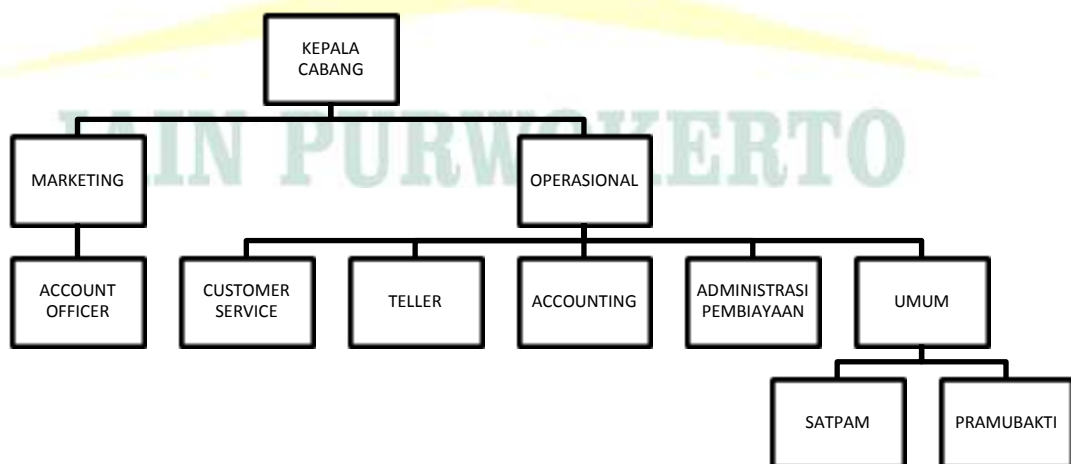 KEPALA
CABANG
IAIN PURWOKERTO
MARKETING
OPERASIONAL
ACCOUNT
OFFICER
CUSTOMER
SERVICE
TELLER
ACCOUNTING
ADMINISTRASI
PEMBIAYAAN
UMUM
SATPAM
PRAMUBAKTI